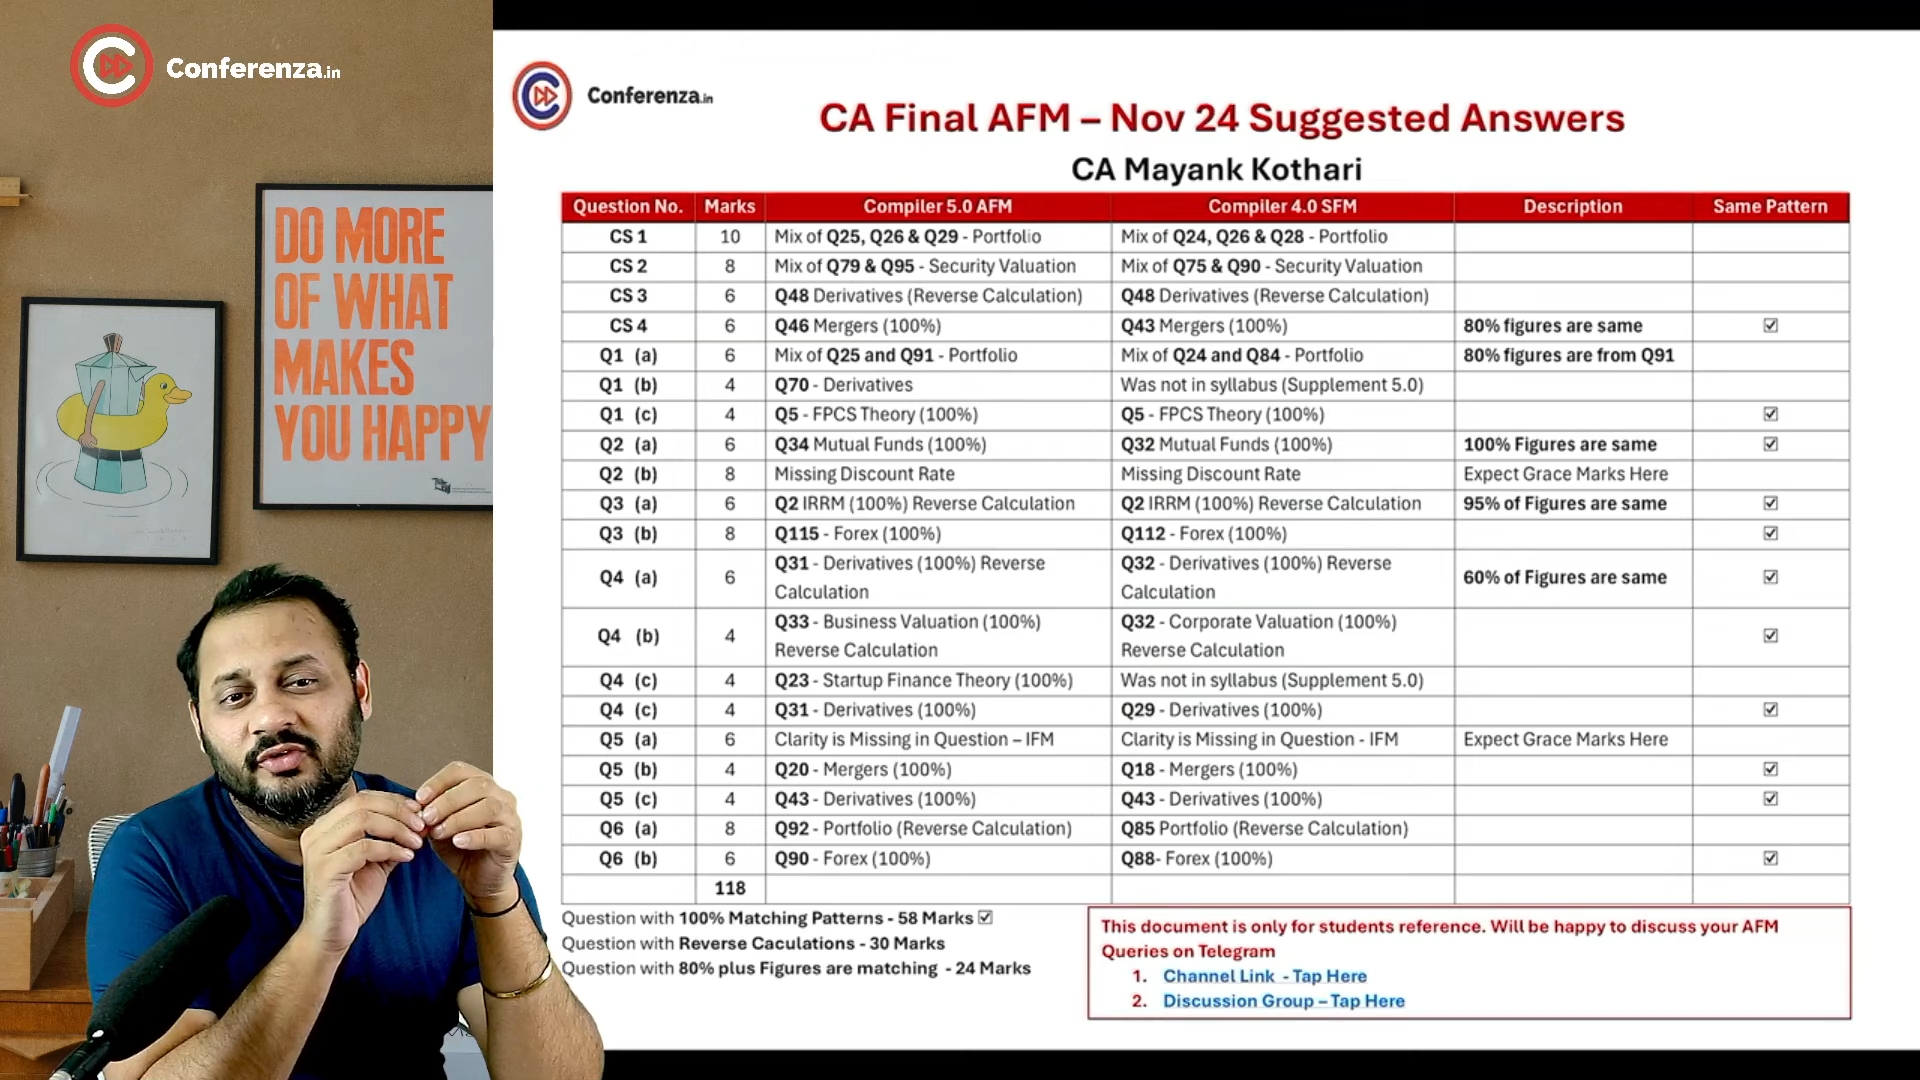 Conferenza.in
DO MORE
OF WHAT
MAKES
YOU HAPPY
Conferenza.in
CA Final AFM – Nov 24 Suggested Answers
CA Mayank Kothari
Question No. Marks Compiler 5.0 AFM Compiler 4.0 SFM Description Same Pattern
CS 1 10 Mix of Q25, Q26 & Q29 - Portfolio Mix of Q24, Q26 & Q28 - Portfolio
CS 2 8 Mix of Q79 & Q95 - Security Valuation Mix of Q75 & Q90 - Security Valuation
CS 3 6 Q48 Derivatives (Reverse Calculation) Q48 Derivatives (Reverse Calculation)
CS 4 6 Q46 Mergers (100%) Q43 Mergers (100%) 80% figures are same ☑
Q1 (a) 6 Mix of Q25 and Q91 - Portfolio Mix of Q24 and Q84 - Portfolio 80% figures are from Q91
Q1 (b) 4 Q70 - Derivatives Was not in syllabus (Supplement 5.0)
Q1 (c) 4 Q5 - FPCS Theory (100%) Q5 - FPCS Theory (100%) ☑
Q2 (a) 6 Q34 Mutual Funds (100%) Q32 Mutual Funds (100%) 100% Figures are same ☑
Q2 (b) 8 Missing Discount Rate Missing Discount Rate Expect Grace Marks Here
Q3 (a) 6 Q2 IRRM (100%) Reverse Calculation Q2 IRRM (100%) Reverse Calculation 95% of Figures are same ☑
Q3 (b) 8 Q115 - Forex (100%) Q112 - Forex (100%) ☑
Q4 (a) 6 Q31 - Derivatives (100%) Reverse Q32 - Derivatives (100%) Reverse 60% of Figures are same ☑
Calculation Calculation
Q4 (b) 4 Q33 - Business Valuation (100%) Q32 - Corporate Valuation (100%) ☑
Reverse Calculation Reverse Calculation
Q4 (c) 4 Q23 - Startup Finance Theory (100%) Was not in syllabus (Supplement 5.0)
Q4 (c) 4 Q31 - Derivatives (100%) Q29 - Derivatives (100%) ☑
Q5 (a) 6 Clarity is Missing in Question – IFM Clarity is Missing in Question - IFM Expect Grace Marks Here
Q5 (b) 4 Q20 - Mergers (100%) Q18 - Mergers (100%) ☑
Q5 (c) 4 Q43 - Derivatives (100%) Q43 - Derivatives (100%) ☑
Q6 (a) 8 Q92 - Portfolio (Reverse Calculation) Q85 Portfolio (Reverse Calculation)
Q6 (b) 6 Q90 - Forex (100%) Q88- Forex (100%) ☑
118
Question with 100% Matching Patterns - 58 Marks ☑
Question with Reverse Caculations - 30 Marks
Question with 80% plus Figures are matching - 24 Marks
This document is only for students reference. Will be happy to discuss your AFM
Queries on Telegram
1. Channel Link - Tap Here
2. Discussion Group – Tap Here